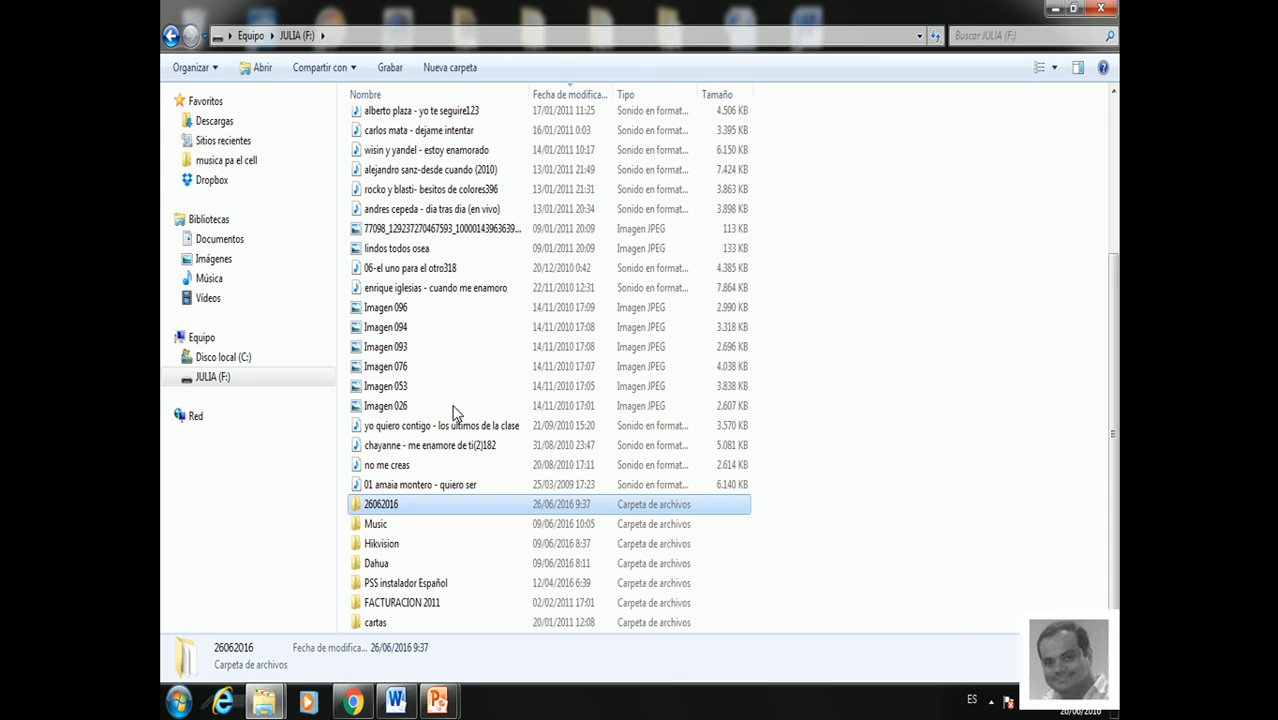 Equipo JULIA (F:)
Buscar JULIA (F:)
Organizar Abrir Compartir con Grabar Nueva carpeta
Favoritos
Descargas
Sitios recientes
musica pa el cell
Dropbox
Bibliotecas
Documentos
Imágenes
Música
Vídeos
Equipo
Disco local (C:)
JULIA (F:)
Red
Nombre Fecha de modifica... Tipo Tamaño
alberto plaza - yo te seguire123 17/01/2011 11:25 Sonido en format... 4.506 KB
carlos mata - dejame intentar 16/01/2011 0:03 Sonido en format... 3.395 KB
wisin y yandel - estoy enamorado 14/01/2011 10:17 Sonido en format... 6.150 KB
alejandro sanz-desde cuando (2010) 13/01/2011 21:49 Sonido en format... 7.424 KB
rocko y blasti- besitos de colores396 13/01/2011 21:31 Sonido en format... 3.863 KB
andres cepeda - dia tras dia (en vivo) 13/01/2011 20:34 Sonido en format... 3.898 KB
77098_129237270467593_10000143963639... 09/01/2011 20:09 Imagen JPEG 113 KB
lindos todos osea 09/01/2011 20:09 Imagen JPEG 133 KB
06-el uno para el otro318 20/12/2010 0:42 Sonido en format... 4.385 KB
enrique iglesias - cuando me enamoro 22/11/2010 12:31 Sonido en format... 7.864 KB
Imagen 096 14/11/2010 17:09 Imagen JPEG 2.990 KB
Imagen 094 14/11/2010 17:08 Imagen JPEG 3.318 KB
Imagen 093 14/11/2010 17:08 Imagen JPEG 2.696 KB
Imagen 076 14/11/2010 17:07 Imagen JPEG 4.038 KB
Imagen 053 14/11/2010 17:05 Imagen JPEG 3.838 KB
Imagen 026 14/11/2010 17:01 Imagen JPEG 2.607 KB
yo quiero contigo - los ultimos de la clase 21/09/2010 15:20 Sonido en format... 3.570 KB
chayanne - me enamore de ti(2)182 31/08/2010 23:47 Sonido en format... 5.081 KB
no me creas 20/08/2010 17:11 Sonido en format... 2.614 KB
01 amaia montero - quiero ser 25/03/2009 17:23 Sonido en format... 6.140 KB
26062016 26/06/2016 9:37 Carpeta de archivos
Music 09/06/2016 10:05 Carpeta de archivos
Hikvision 09/06/2016 8:37 Carpeta de archivos
Dahua 09/06/2016 8:11 Carpeta de archivos
PSS instalador Español 12/04/2016 6:39 Carpeta de archivos
FACTURACION 2011 02/02/2011 17:01 Carpeta de archivos
cartas 20/01/2011 12:08 Carpeta de archivos
26062016 Fecha de modifica... 26/06/2016 9:37
Carpeta de archivos
ES